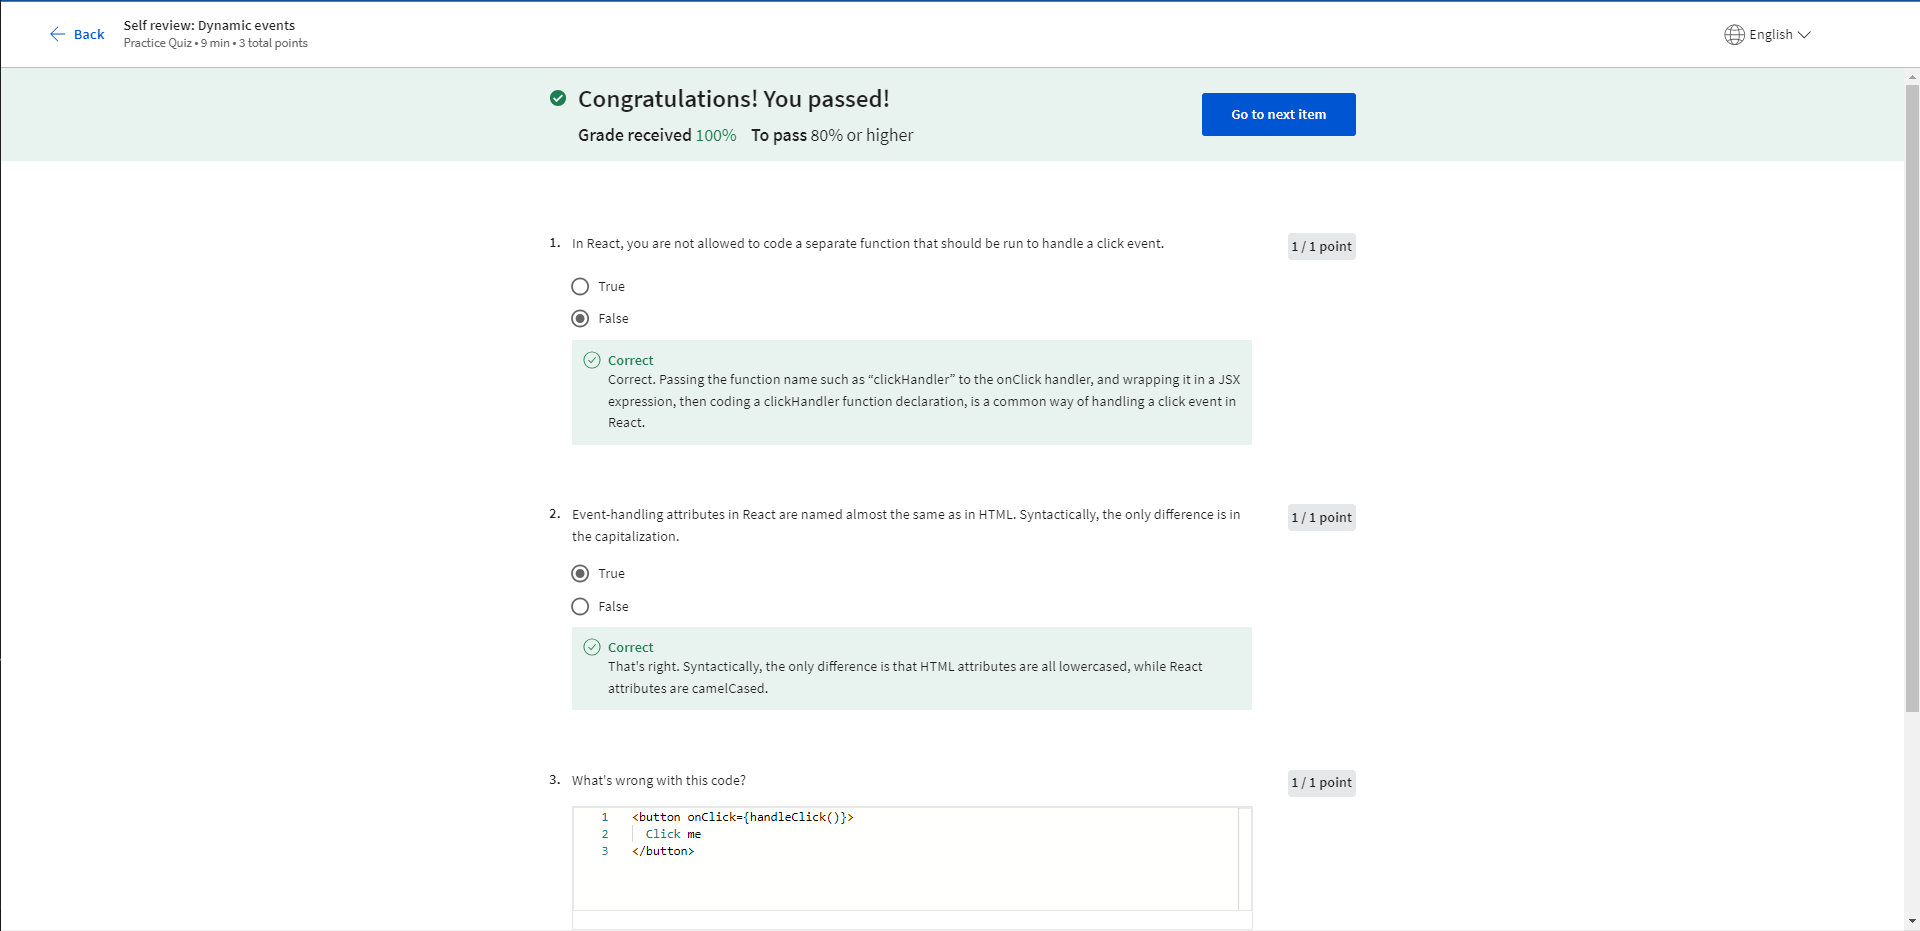 Back
Self review: Dynamic events
Practice Quiz • 9 min • 3 total points
English
Congratulations! You passed!
Grade received 100% To pass 80% or higher
Go to next item
1. In React, you are not allowed to code a separate function that should be run to handle a click event.
1 / 1 point
True
False
Correct
Correct. Passing the function name such as “clickHandler” to the onClick handler, and wrapping it in a JSX
expression, then coding a clickHandler function declaration, is a common way of handling a click event in
React.
2. Event-handling attributes in React are named almost the same as in HTML. Syntactically, the only difference is in
the capitalization.
1 / 1 point
True
False
Correct
That's right. Syntactically, the only difference is that HTML attributes are all lowercased, while React
attributes are camelCased.
3. What's wrong with this code?
1 / 1 point
1 <button onClick={handleClick()}>
2 Click me
3 </button>